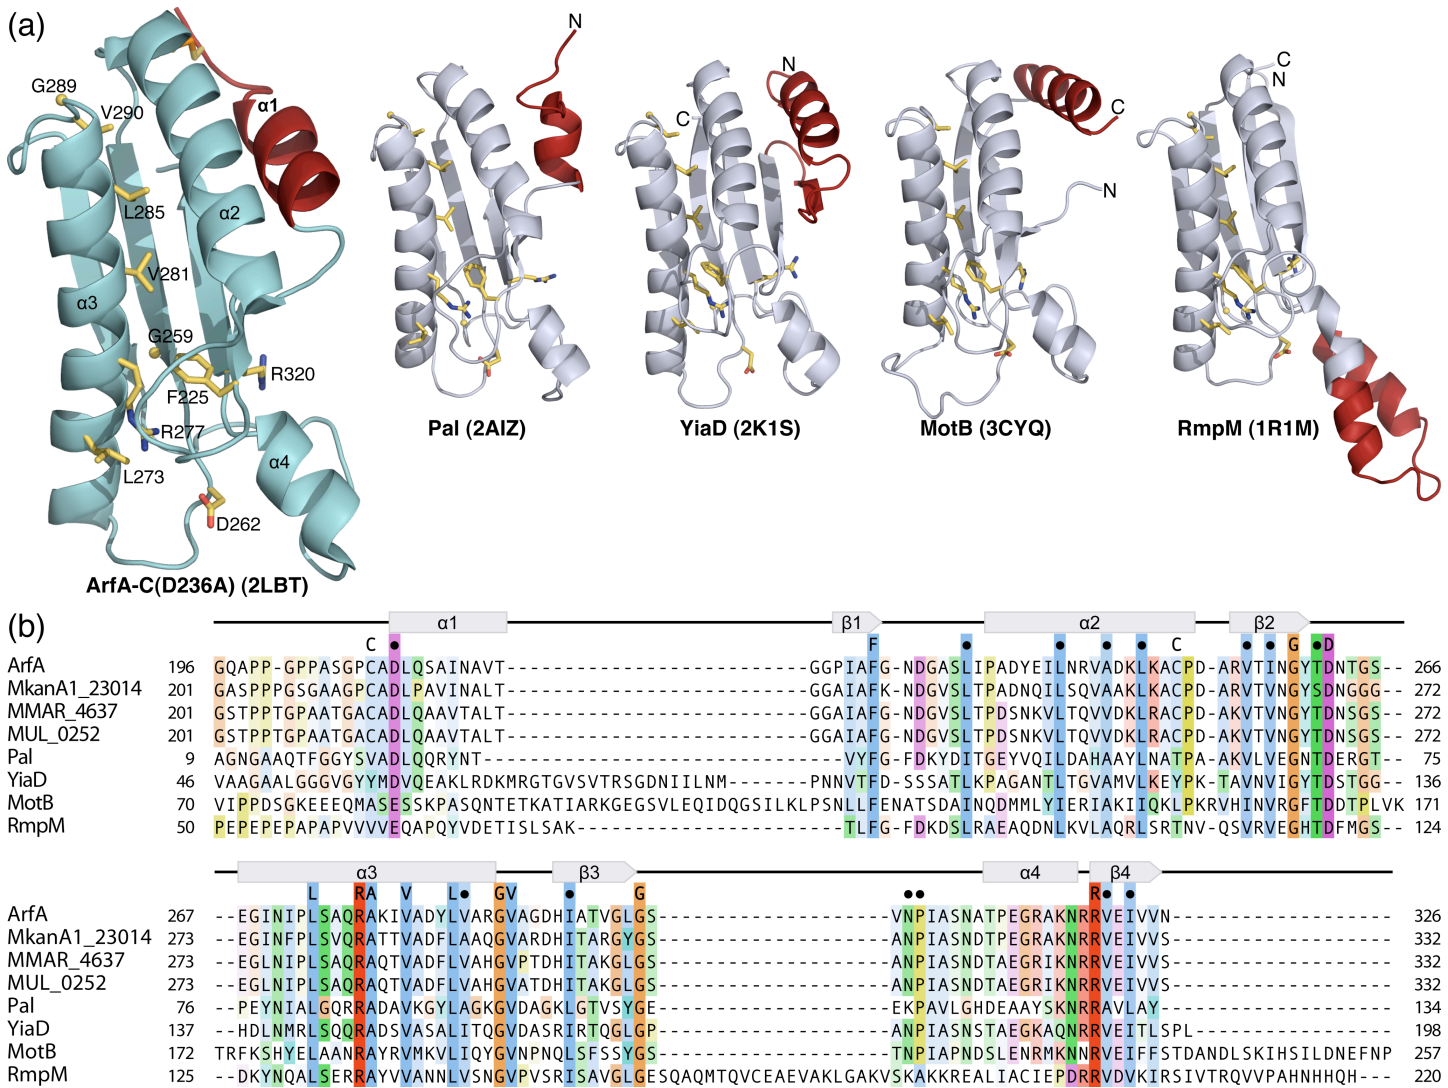 (a)
G289
V290
α1
L285
α2
V281
α3
G259
R320
F225
R277
α4
L273
D262
ArfA-C(D236A) (2LBT)
N
Pal (2AIZ)
N
C
YiaD (2K1S)
C
N
MotB (3CYQ)
C
N
RmpM (1R1M)
(b)
α1 β1 α2 β2
C • F • • • • C • • G • D
ArfA 196 GQAPP-GPPASGPCADLQSAINAVT--------------------------GGPIAFG-NDGASLIPADYEILNRVADKLKACPD-ARVTINGYTDNTGS-- 266
MkanA1_23014 201 GASPPPGSGAAGPCADLPAVINALT--------------------------GGAIAFK-NDGVSLTPADNQILSQVAAKLKACPD-ARVTVNGYSDNGGG-- 272
MMAR_4637 201 GSTPPTGPAATGACADLQAAVTALT--------------------------GGAIAFG-NDGVSLTPDSNKVLTQVVDKLRACPD-AKVTVNGYTDNSGS-- 272
MUL_0252 201 GSTPPTGPAATGACADLQAAVTALT--------------------------GGAIAFG-NDGVSLTPDSNKVLTQVVDKLRACPD-AKVTVNGYTDNSGS-- 272
Pal 9 AGNGAAQTFGGYSVADLQQRYNT-------------------------------VYFG-FDKYDITGEYVQILDAHAAYLNATPA-AKVLVEGNTDERGT-- 75
YiaD 46 VAAGAALGGGVGYYMDVQEAKLRDKMRGTGVSVTRSGDNIILNM-------PNNVTFD-SSSATLKPAGANTLTGVAMVLKEYPK-TAVNVIGYTDSTGG-- 136
MotB 70 VIPPDSGKEEEQMASESSKPASQNTETKATIARKGEGSVLEQIDQGSILKLPSNLLFENATSDAINQDMMLYIERIAKIIQKLPKRVHINVRGFTDDTPLVK 171
RmpM 50 PEPEPEPAPAPVVVVEQAPQYVDETISLSAK-----------------------TLFG-FDKDSLRAEAQDNLKVLAQRLSRTNV-QSVRVEGHTDFMGS-- 124
α3 β3 α4 β4
L RA V L• GV • G •• R• •
ArfA 267 --EGINIPLSAQRAKIVADYLVARGVAGDHIATVGLGS--------------------VNPIASNATPEGRAKNRRVEIVVN------------------- 326
MkanA1_23014 273 --EGINFPLSVQRATTVADFLAAQGVARDHITARGYGS--------------------ANPIASNDTPEGRAKNRRVEIVVS------------------- 332
MMAR_4637 273 --EGLNIPLSAQRAQTVADFLVAHGVPTDHITAKGLGS--------------------ANPIASNDTAEGRIKNRRVEIVVS------------------- 332
MUL_0252 273 --EGLNIPLSAQRAQTVADFLVAHGVATDHITAKGLGS--------------------ANPIASNDTAEGRIKNRRVEIVVS------------------- 332
Pal 76 --PEYNIALGQRRADAVKGYLAGKGVDAGKLGTVSYG---------------------EKPAVLGHDEAAYSKNRRAVLAY-------------------- 134
YiaD 137 --HDLNMRLSQQRADSVASALITQGVDASRIRTQGLGP--------------------ANPIASNSTAEGKAQNRRVEITLSPL----------------- 198
MotB 172 TRFKSHYELAANRAYRVMKVLIQYGVNPNQLSFSSYGS--------------------TNPIAPNDSLENRMKNNRVEIFFSTDANDLSKIHSILDNEFNP 257
RmpM 125 --DKYNQALSERRAYVVANNLVSNGVPVSRISAVGLGESQAQMTQVCEAEVAKLGAKVSKAKKREALIACIEPDRRVDVKIRSIVTRQVVPAHNHHQH--- 220